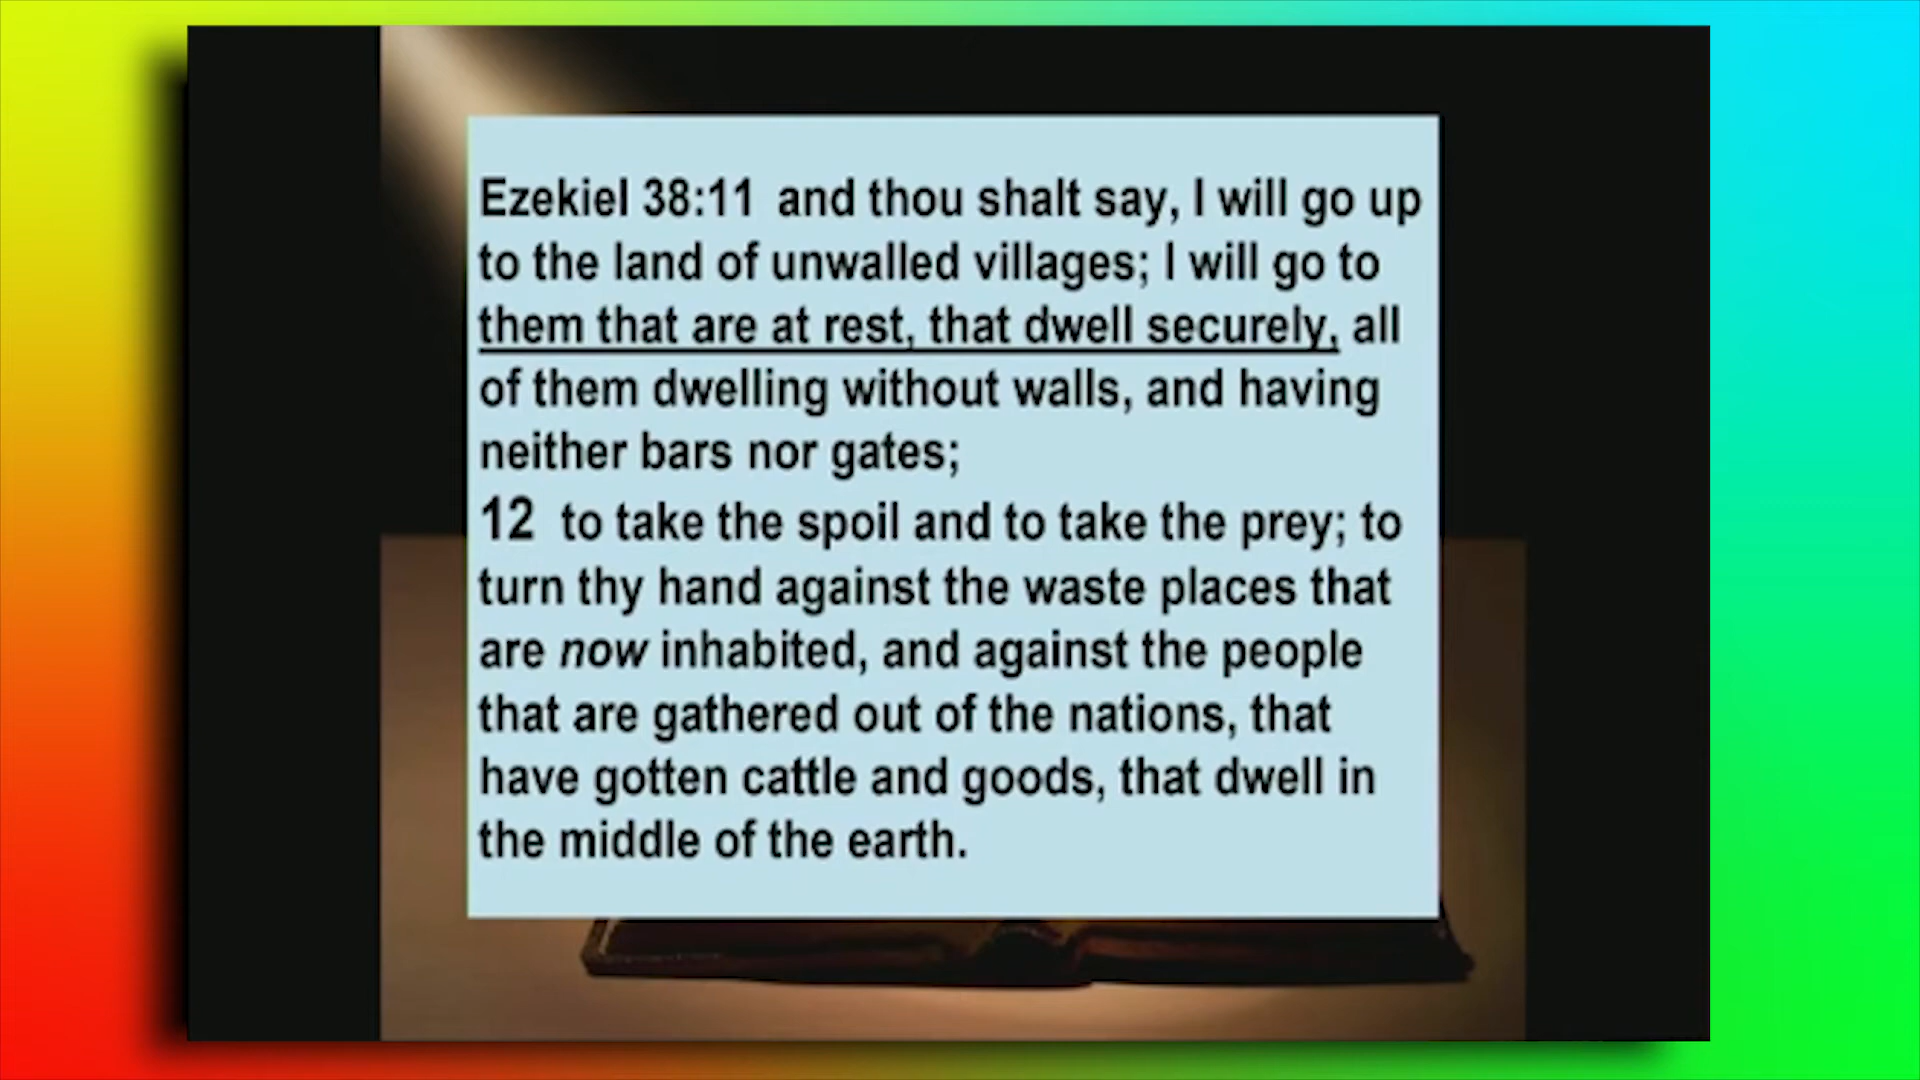 Ezekiel 38:11 and thou shalt say, I will go up
to the land of unwalled villages; I will go to
them that are at rest, that dwell securely, all
of them dwelling without walls, and having
neither bars nor gates;
12 to take the spoil and to take the prey; to
turn thy hand against the waste places that
are now inhabited, and against the people
that are gathered out of the nations, that
have gotten cattle and goods, that dwell in
the middle of the earth.